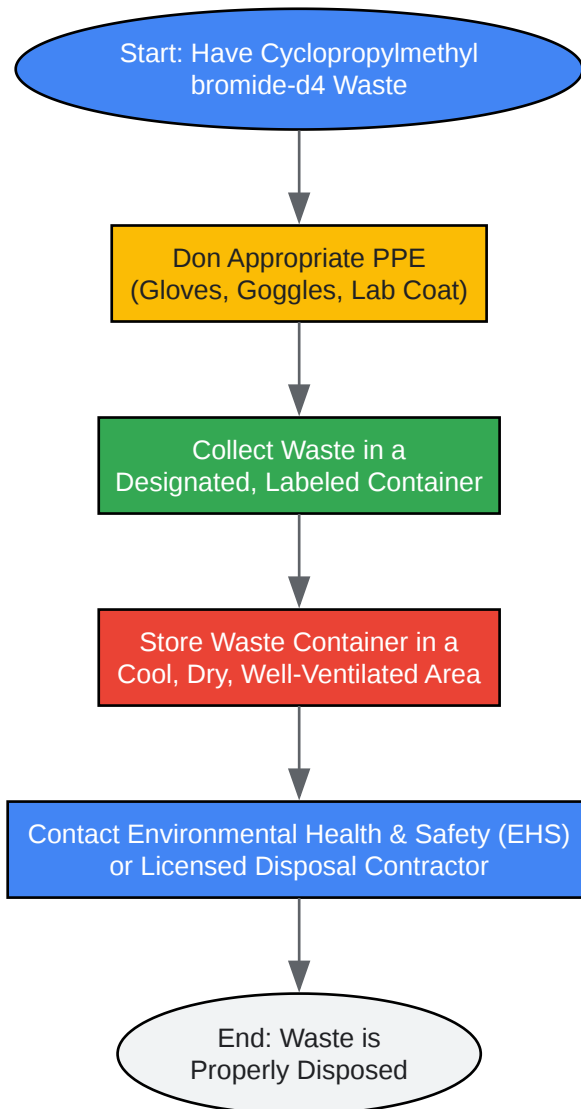 Start: Have Cyclopropylmethyl
bromide-d4 Waste
Don Appropriate PPE
(Gloves, Goggles, Lab Coat)
Collect Waste in a
Designated, Labeled Container
Store Waste Container in a
Cool, Dry, Well-Ventilated Area
Contact Environmental Health & Safety (EHS)
or Licensed Disposal Contractor
End: Waste is
Properly Disposed